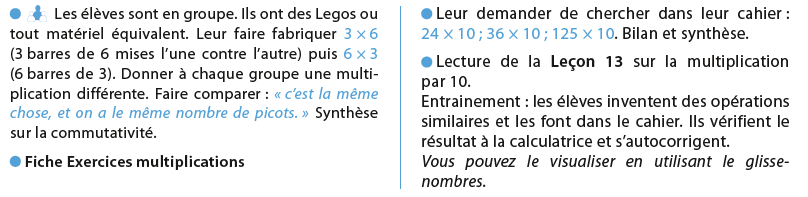 ● Les élèves sont en groupe. Ils ont des Legos ou
tout matériel équivalent. Leur faire fabriquer 3 × 6
(3 barres de 6 mises l'une contre l'autre) puis 6 × 3
(6 barres de 3). Donner à chaque groupe une multi-
plication différente. Faire comparer : « c'est la même
chose, et on a le même nombre de picots. » Synthèse
sur la commutativité.
● Fiche Exercices multiplications
● Leur demander de chercher dans leur cahier :
24 × 10 ; 36 × 10 ; 125 × 10. Bilan et synthèse.
● Lecture de la Leçon 13 sur la multiplication
par 10.
Entrainement : les élèves inventent des opérations
similaires et les font dans le cahier. Ils vérifient le
résultat à la calculatrice et s'autocorrigent.
Vous pouvez le visualiser en utilisant le glisse-
nombres.